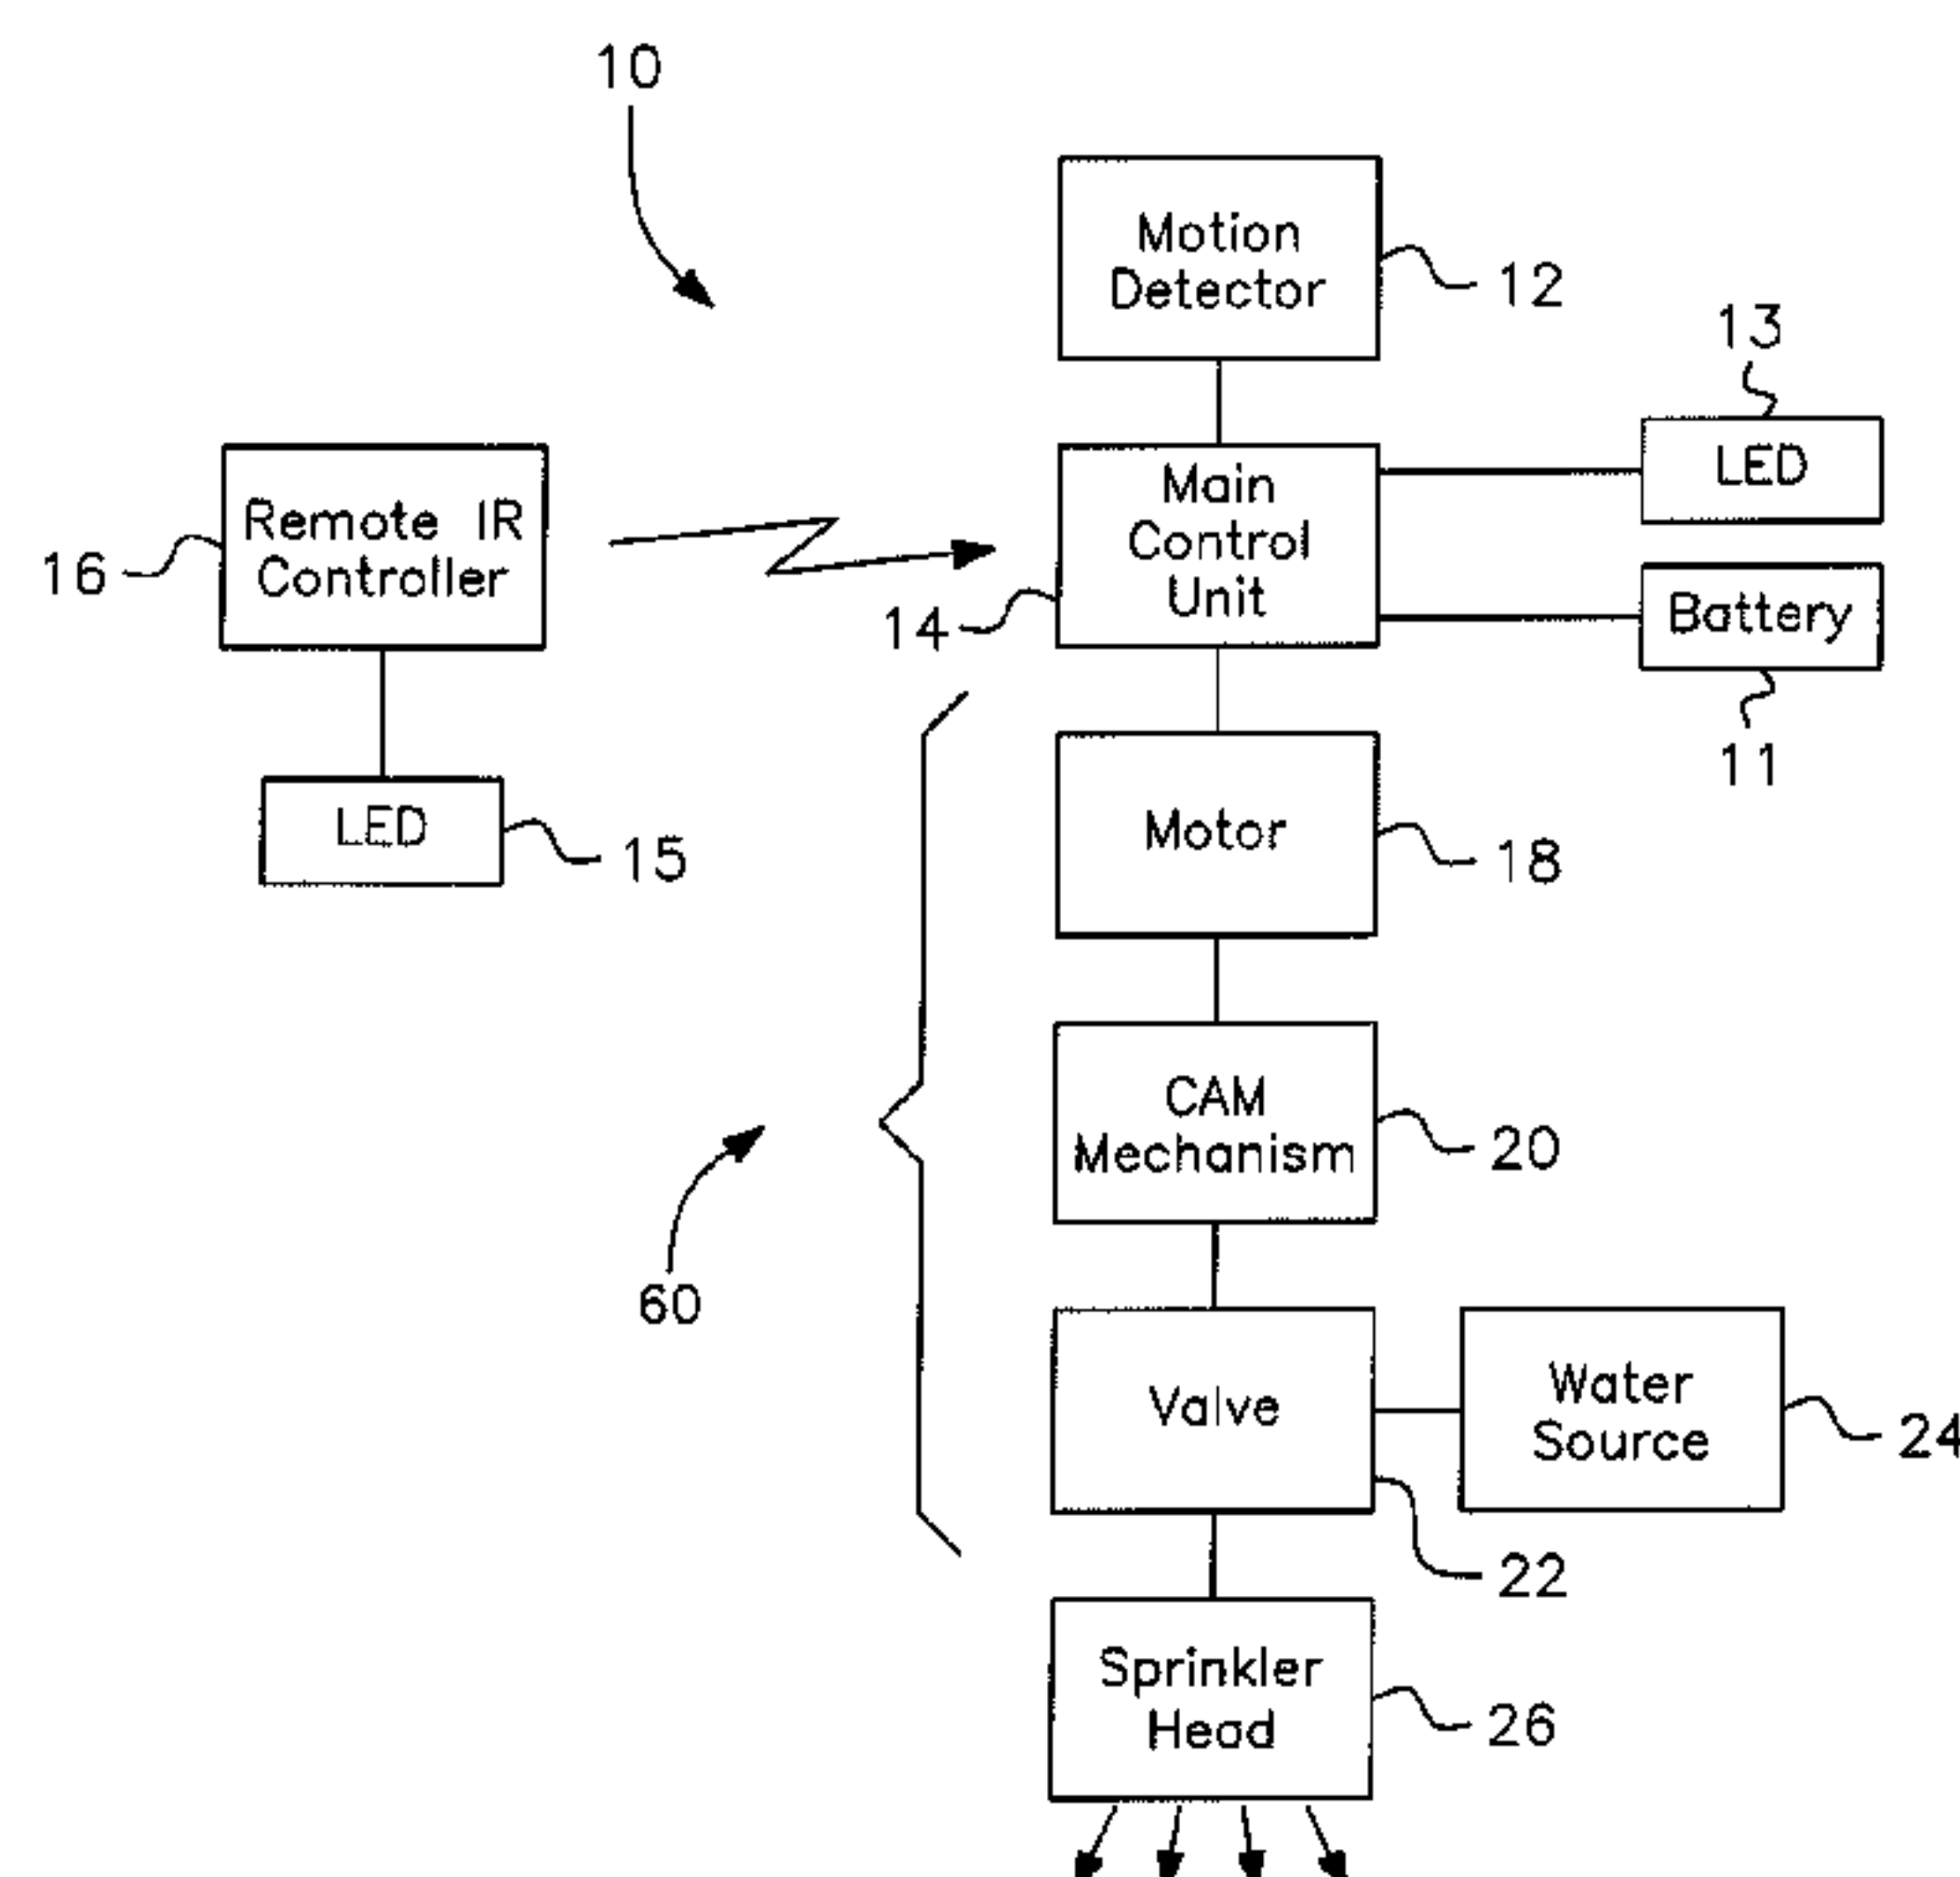 10
Motion
Detector
12
13
LED
Main
Control
Unit
14
Remote IR
Controller
16
Battery
11
LED
15
Motor
18
CAM
Mechanism
20
60
Valve
22
Water
Source
24
Sprinkler
Head
26